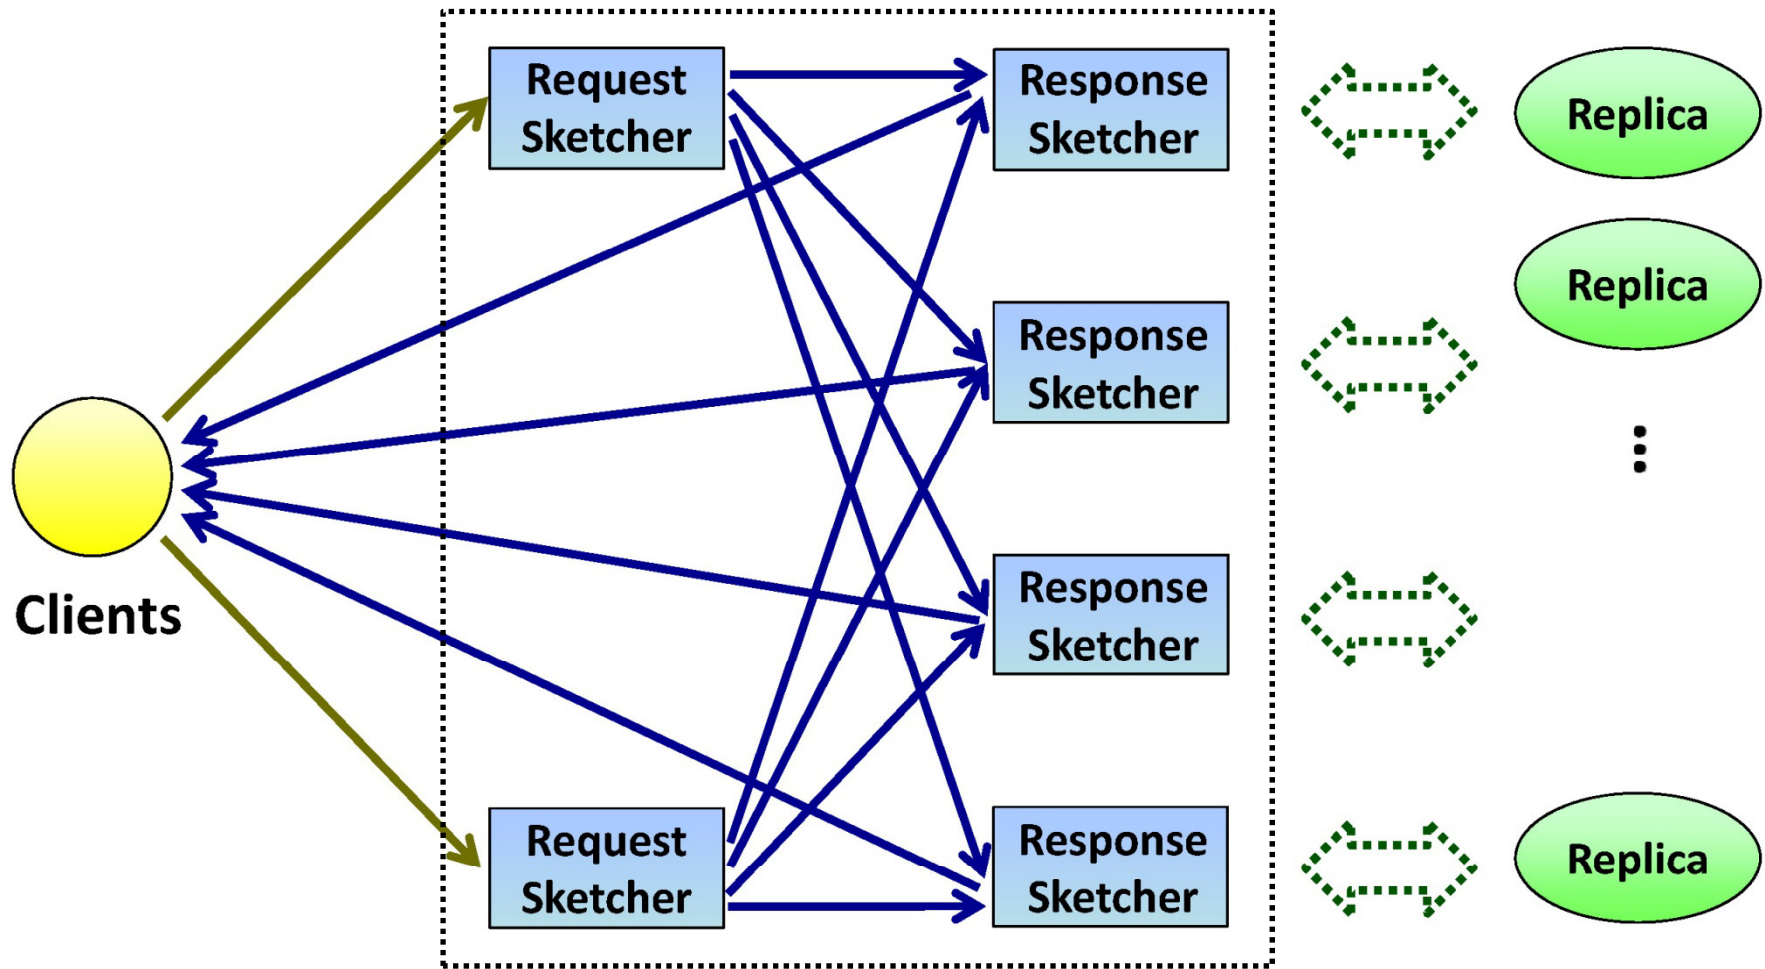 Request
Sketcher
Response
Sketcher
Replica
Replica
Response
Sketcher
Clients
Response
Sketcher
Request
Sketcher
Response
Sketcher
Replica